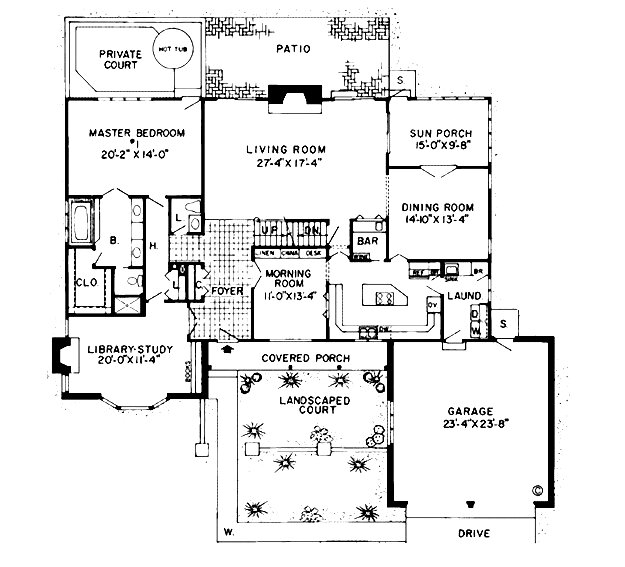 PRIVATE
COURT
HOT TUB
PATIO
S.
MASTER BEDROOM
#1
20'-2" X 14'-0"
LIVING ROOM
27'-4" X 17'-4"
SUN PORCH
15'-0" X 9'-8"
DINING ROOM
14'-10" X 13'-4"
L.
B.
H.
UP
DN.
BAR
LINEN
CHINA
DESK
CLO.
L.
C.
FOYER
MORNING
ROOM
11'-0" X 13'-4"
REF
BR.
LAUND
OV
D.
W.
DW.
S.
LIBRARY-STUDY
20'-0" X 11'-4"
BOOKS
COVERED PORCH
LANDSCAPED
COURT
GARAGE
23'-4" X 23'-8"
W.
DRIVE